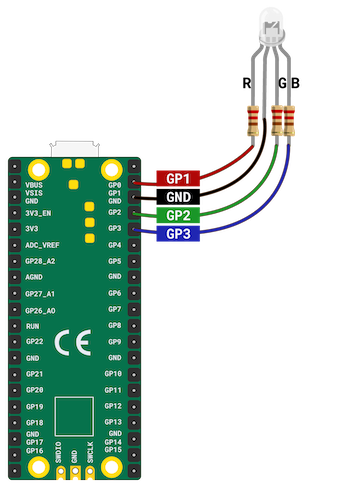 R G B
GP1
GND
GP2
GP3
VBUS GP0
VSIS GP1
GND GND
3V3_EN GP2
3V3 GP3
ADC_VREF GP4
GP28_A2 GP5
AGND GND
GP27_A1 GP6
GP26_A0 GP7
RUN GP8
GP22 GP9
GND GND
GP21 GP10
GP20 GP11
GP19 GP12
GP18 GP13
GND GND
GP17 GP14
GP16 GP15
CE
SWDIO GND SWCLK